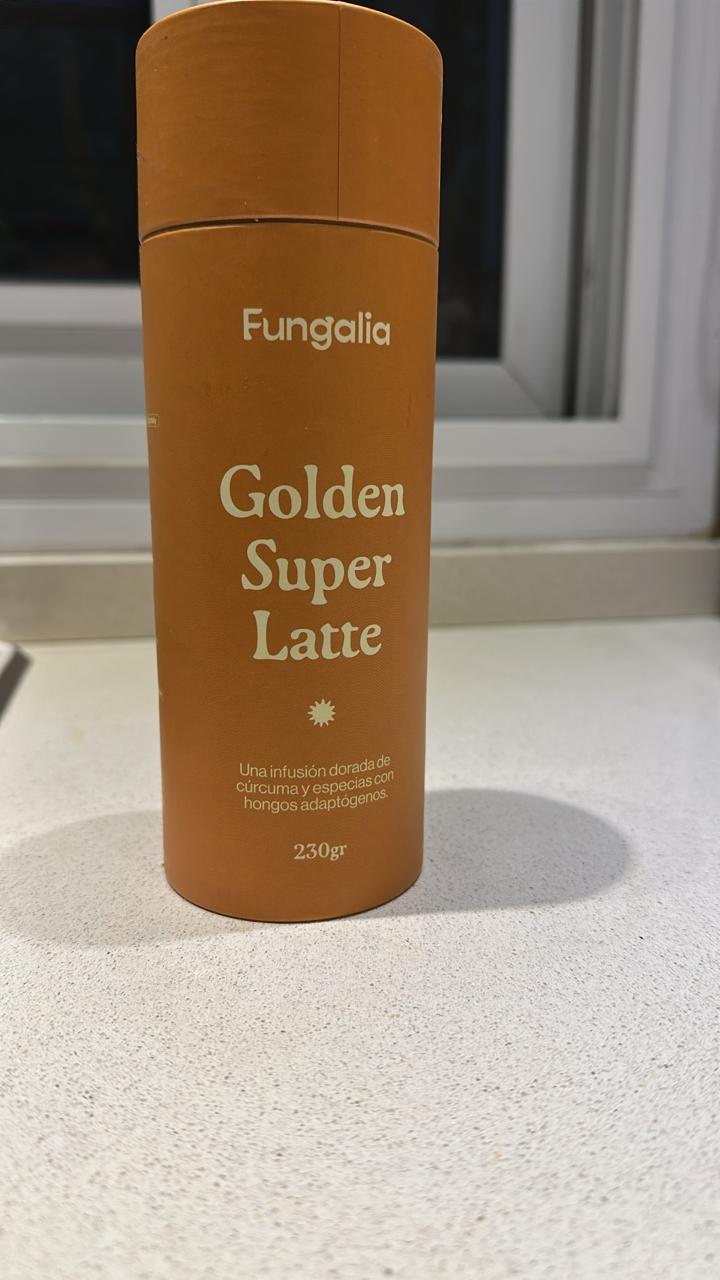 Fungalia
Golden
Super
Latte
Una infusión dorada de
cúrcuma y especias con
hongos adaptógenos.
230gr